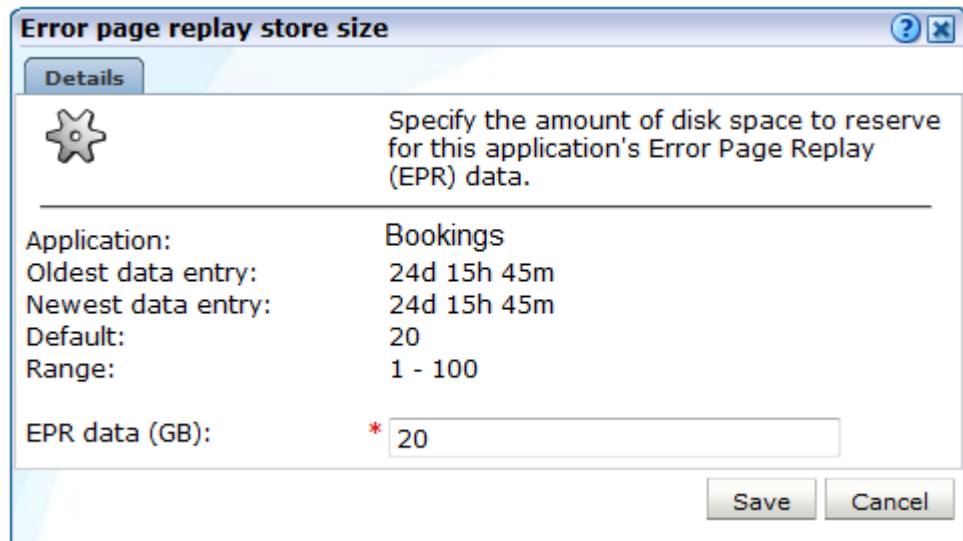 Error page replay store size
Details
Specify the amount of disk space to reserve
for this application's Error Page Replay
(EPR) data.
Application: Bookings
Oldest data entry: 24d 15h 45m
Newest data entry: 24d 15h 45m
Default: 20
Range: 1 - 100
EPR data (GB): * 20
Save Cancel